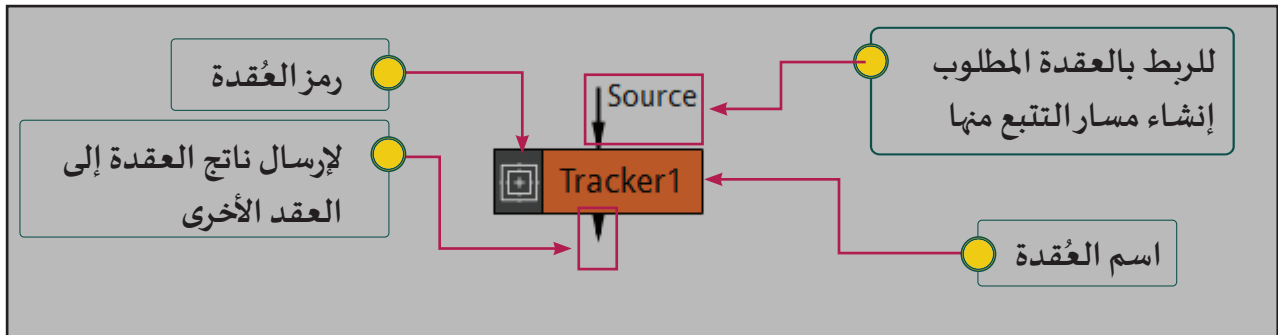 للربط بالعقدة المطلوب
إنشاء مسار التتبع منها
رمز العُقدة
Source
لإرسال ناتج العقدة إلى
العقد الأخرى
Tracker1
اسم العُقدة